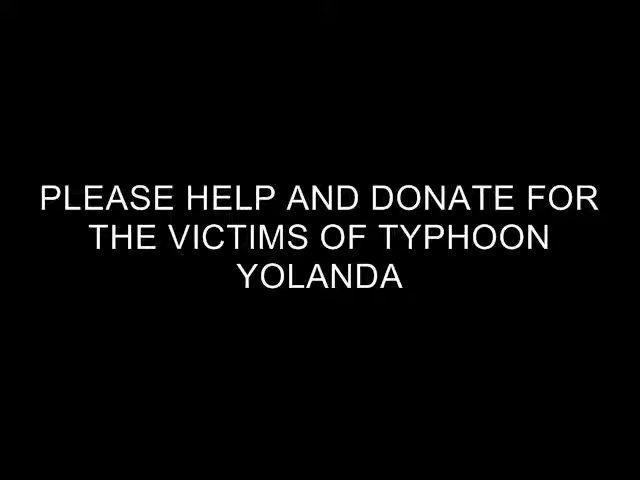 PLEASE HELP AND DONATE FOR
THE VICTIMS OF TYPHOON
YOLANDA